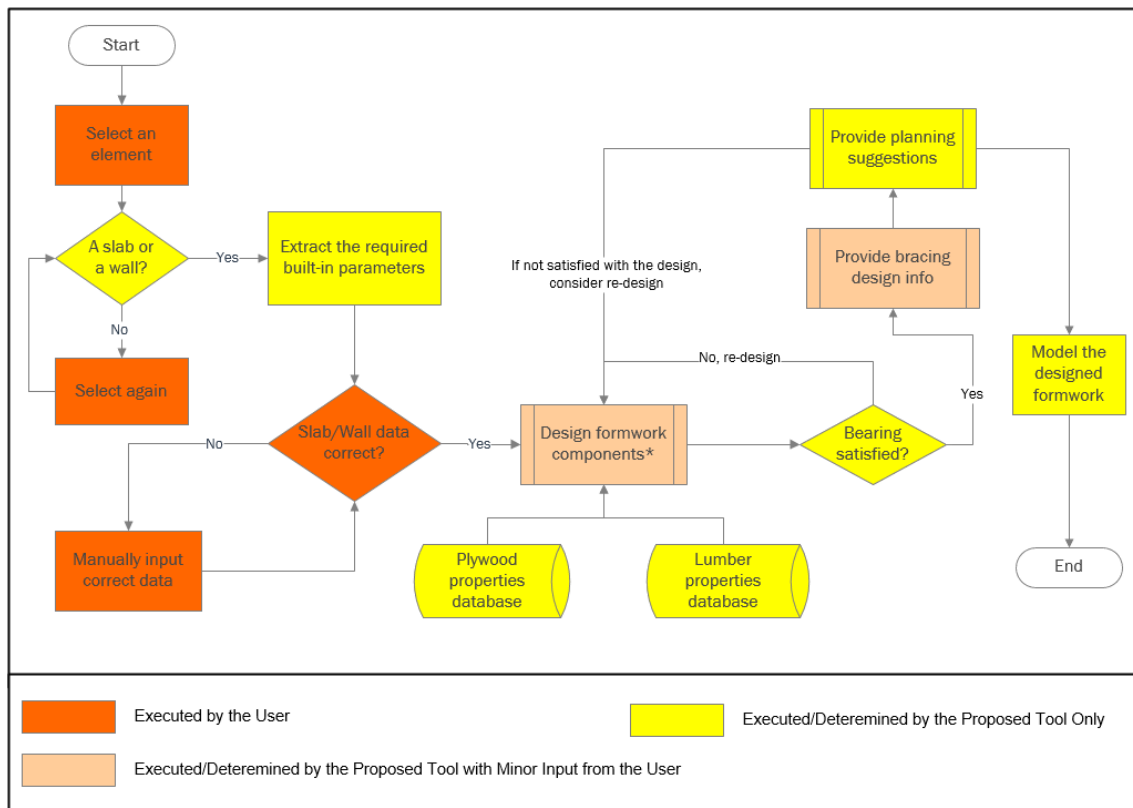 Start
Select an
element
A slab or
a wall?
Yes
No
Select again
Extract the required
built-in parameters
Slab/Wall data
correct?
No
Yes
Manually input
correct data
Design formwork
components*
Plywood
properties
database
Lumber
properties
database
Bearing
satisfied?
No, re-design
Yes
If not satisfied with the design,
consider re-design
Provide bracing
design info
Provide planning
suggestions
Model the
designed
formwork
End
Executed by the User
Executed/Deteremined by the Proposed Tool Only
Executed/Deteremined by the Proposed Tool with Minor Input from the User